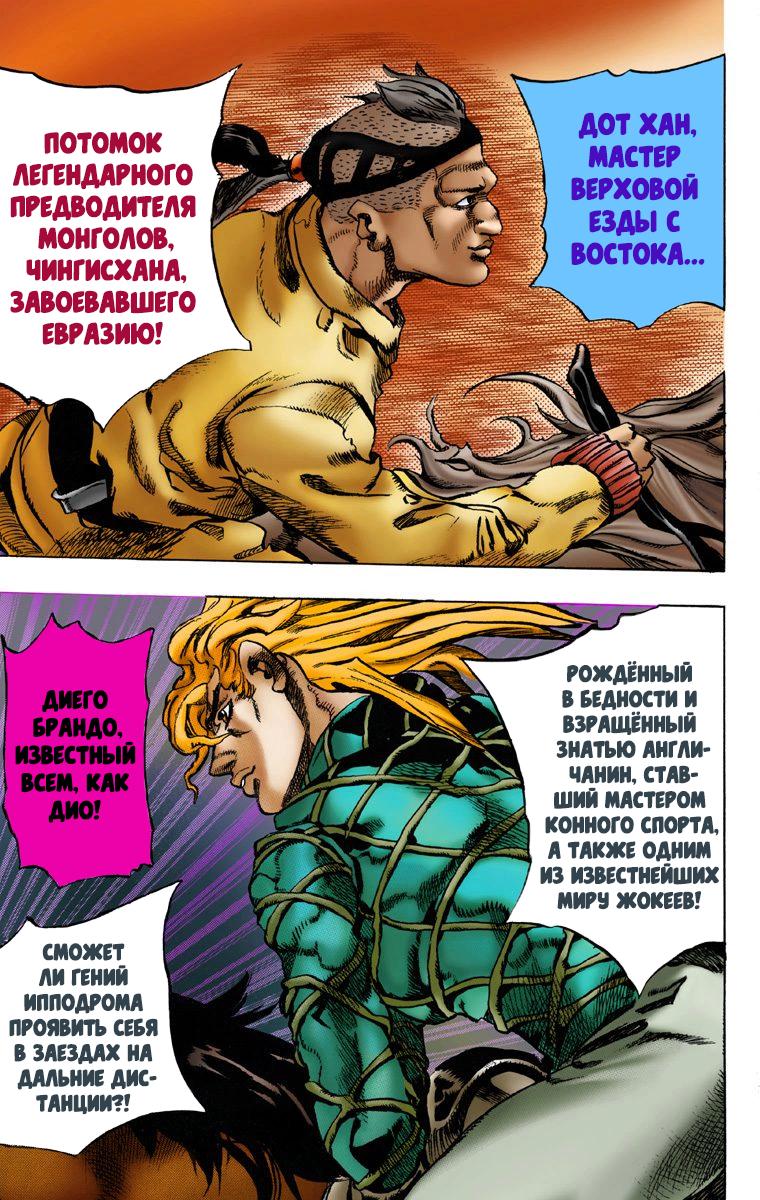 ДОТ ХАН,
МАСТЕР
ВЕРХОВОЙ
ЕЗДЫ С
ВОСТОКА...
ПОТОМОК
ЛЕГЕНДАРНОГО
ПРЕДВОДИТЕЛЯ
МОНГОЛОВ,
ЧИНГИСХАНА,
ЗАВОЕВАВШЕГО
ЕВРАЗИЮ!
РОЖДЁННЫЙ
В БЕДНОСТИ И
ВЗРАЩЁННЫЙ
ЗНАТЬЮ АНГЛИ-
ЧАНИН, СТАВ-
ШИЙ МАСТЕРОМ
КОННОГО СПОРТА,
А ТАКЖЕ ОДНИМ
ИЗ ИЗВЕСТНЕЙШИХ
МИРУ ЖОКЕЕВ!
ДИЕГО
БРАНДО,
ИЗВЕСТНЫЙ
ВСЕМ, КАК
ДИО!
СМОЖЕТ
ЛИ ГЕНИЙ
ИППОДРОМА
ПРОЯВИТЬ СЕБЯ
В ЗАЕЗДАХ НА
ДАЛЬНИЕ ДИС-
ТАНЦИИ?!